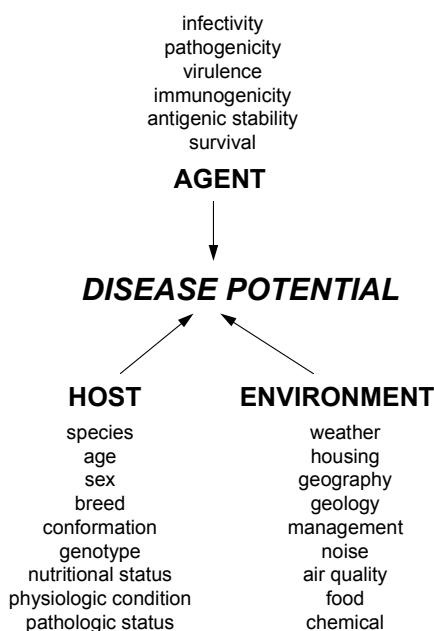 infectivity
pathogenicity
virulence
immunogenicity
antigenic stability
survival
AGENT
DISEASE POTENTIAL
HOST
species
age
sex
breed
conformation
genotype
nutritional status
physiologic condition
pathologic status
ENVIRONMENT
weather
housing
geography
geology
management
noise
air quality
food
chemical